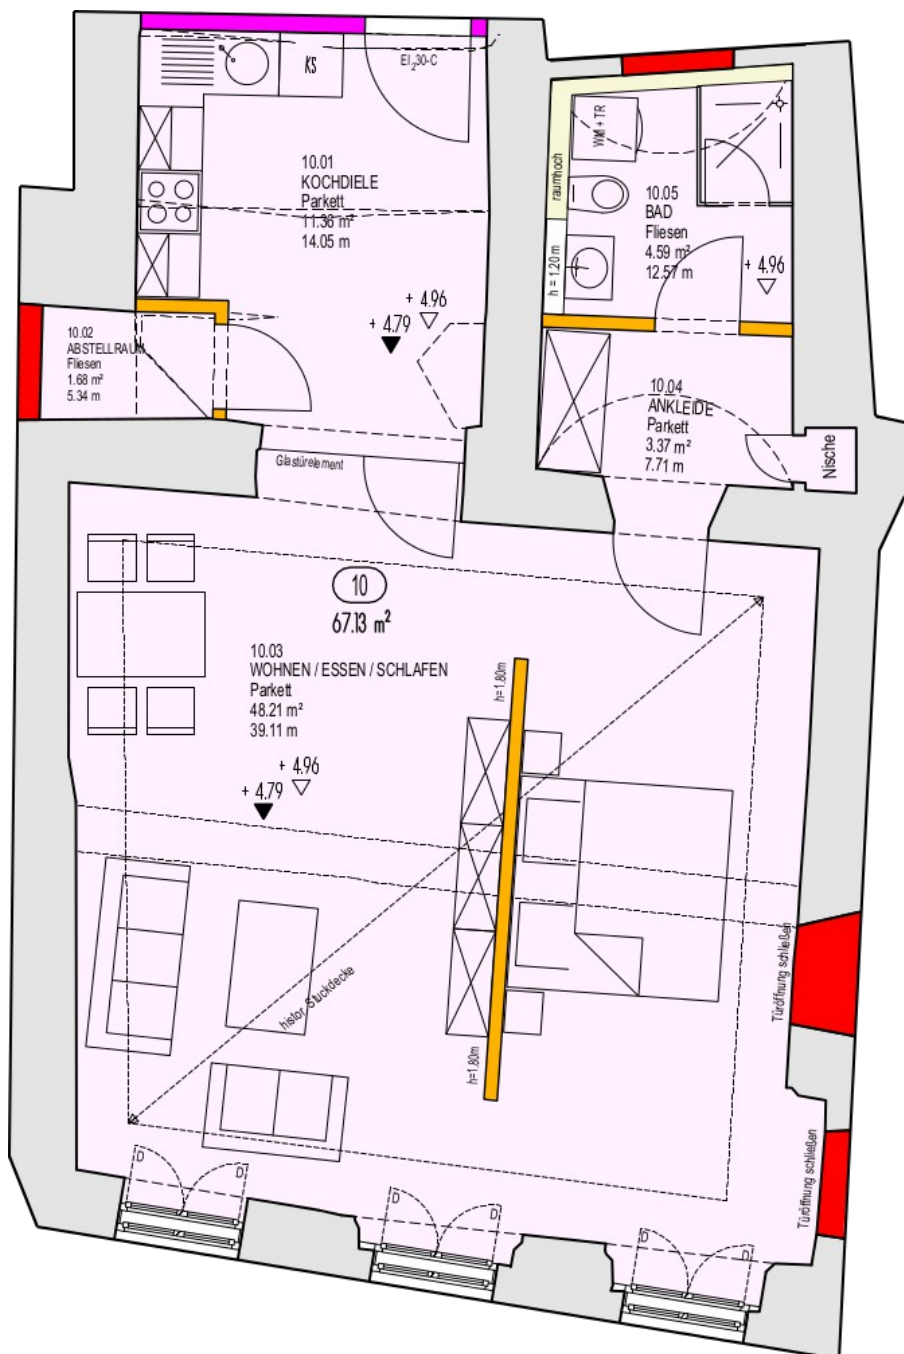 KS
EI₂30-C
10.01
KOCHDIELE
Parkett
11.36 m²
14.05 m
WM + TR
raumhoch
10.05
BAD
Fliesen
4.59 m²
12.57 m
h = 1.20 m
+ 4.96
+ 4.96
+ 4.79
10.02
ABSTELLRAUM
Fliesen
1.68 m²
5.34 m
10.04
ANKLEIDE
Parkett
3.37 m²
7.71 m
Nische
Glastürelement
10
67.13 m²
10.03
WOHNEN / ESSEN / SCHLAFEN
Parkett
48.21 m²
39.11 m
h=1.80m
+ 4.96
+ 4.79
histor. Stuckdecke
h=1.80m
Türöffnung schließen
Türöffnung schließen
D
D
D
D
D
D